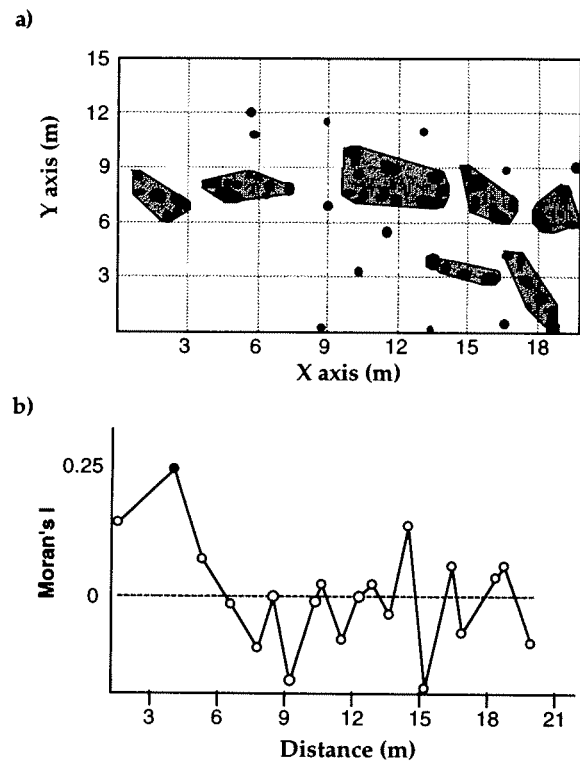 a)
15
12
9
6
3
Y axis (m)
3 6 9 12 15 18
X axis (m)
b)
0.25
0
Moran's I
3 6 9 12 15 18 21
Distance (m)